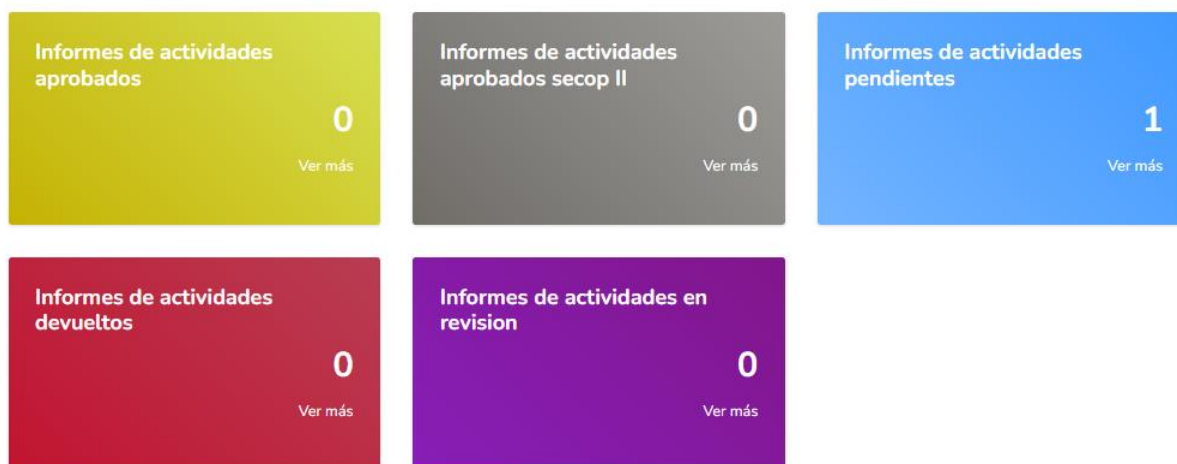 Informes de actividades
aprobados
0
Ver más
Informes de actividades
aprobados secop II
0
Ver más
Informes de actividades
pendientes
1
Ver más
Informes de actividades
devueltos
0
Ver más
Informes de actividades en
revision
0
Ver más